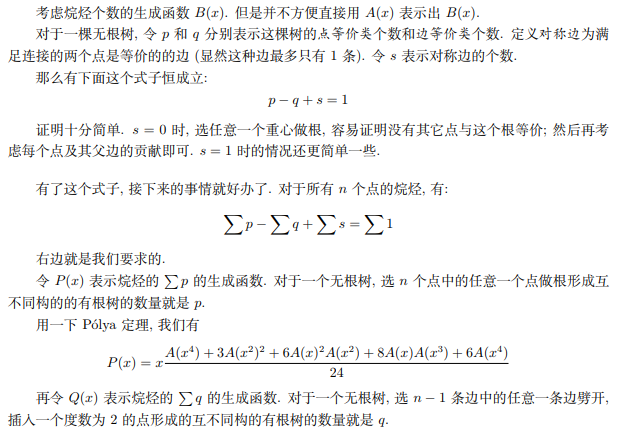 考虑烷烃个数的生成函数 B(x). 但是并不方便直接用 A(x) 表示出 B(x).
对于一棵无根树, 令 p 和 q 分别表示这棵树的点等价类个数和边等价类个数. 定义对称边为满
足连接的两个点是等价的的边 (显然这种边最多只有 1 条). 令 s 表示对称边的个数.
那么有下面这个式子恒成立:
p − q + s = 1
证明十分简单. s = 0 时, 选任意一个重心做根, 容易证明没有其它点与这个根等价; 然后再考
虑每个点及其父边的贡献即可. s = 1 时的情况还更简单一些.
有了这个式子, 接下来的事情就好办了. 对于所有 n 个点的烷烃, 有:
∑p − ∑q + ∑s = ∑1
右边就是我们要求的.
令 P(x) 表示烷烃的 ∑p 的生成函数. 对于一个无根树, 选 n 个点中的任意一个点做根形成互
不同构的的有根树的数量就是 p.
用一下 Pólya 定理, 我们有
P(x) = x \frac{A(x^4) + 3A(x^2)^2 + 6A(x)^2A(x^2) + 8A(x)A(x^3) + 6A(x^4)}{24}
再令 Q(x) 表示烷烃的 ∑q 的生成函数. 对于一个无根树, 选 n − 1 条边中的任意一条边劈开,
插入一个度数为 2 的点形成的互不同构的有根树的数量就是 q.